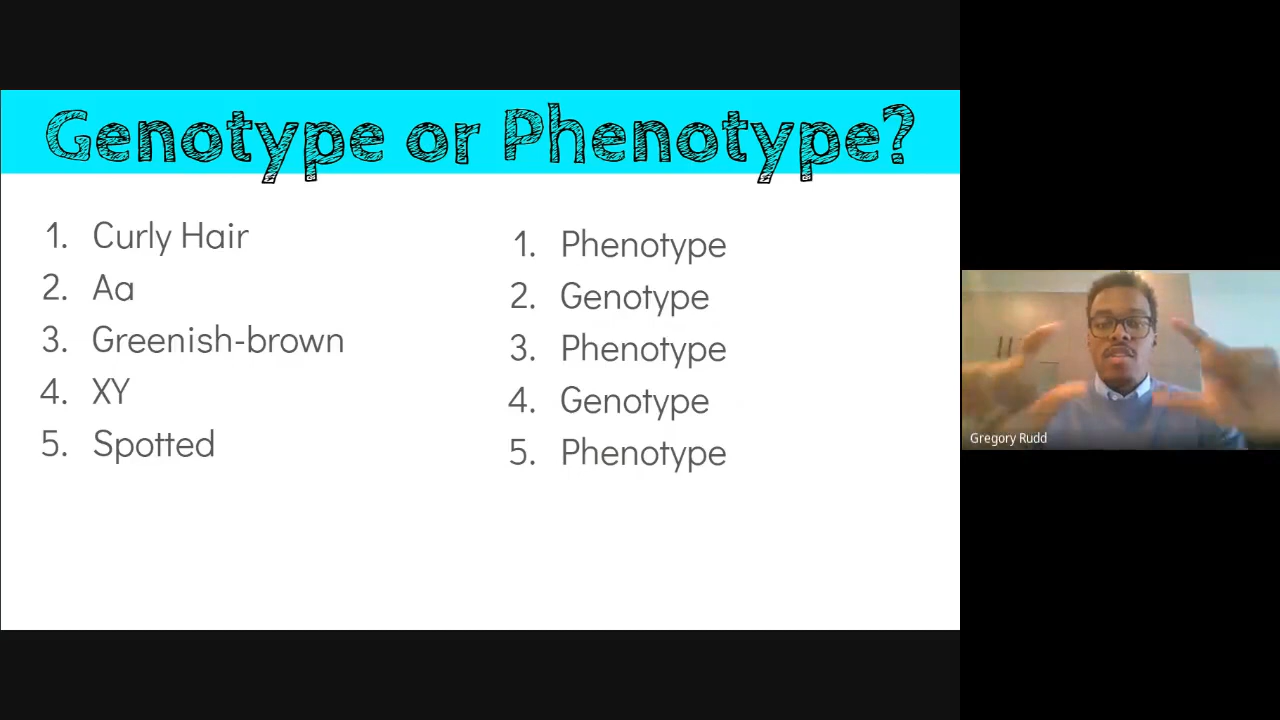 Genotype or Phenotype?
1. Curly Hair
2. Aa
3. Greenish-brown
4. XY
5. Spotted
1. Phenotype
2. Genotype
3. Phenotype
4. Genotype
5. Phenotype
Gregory Rudd